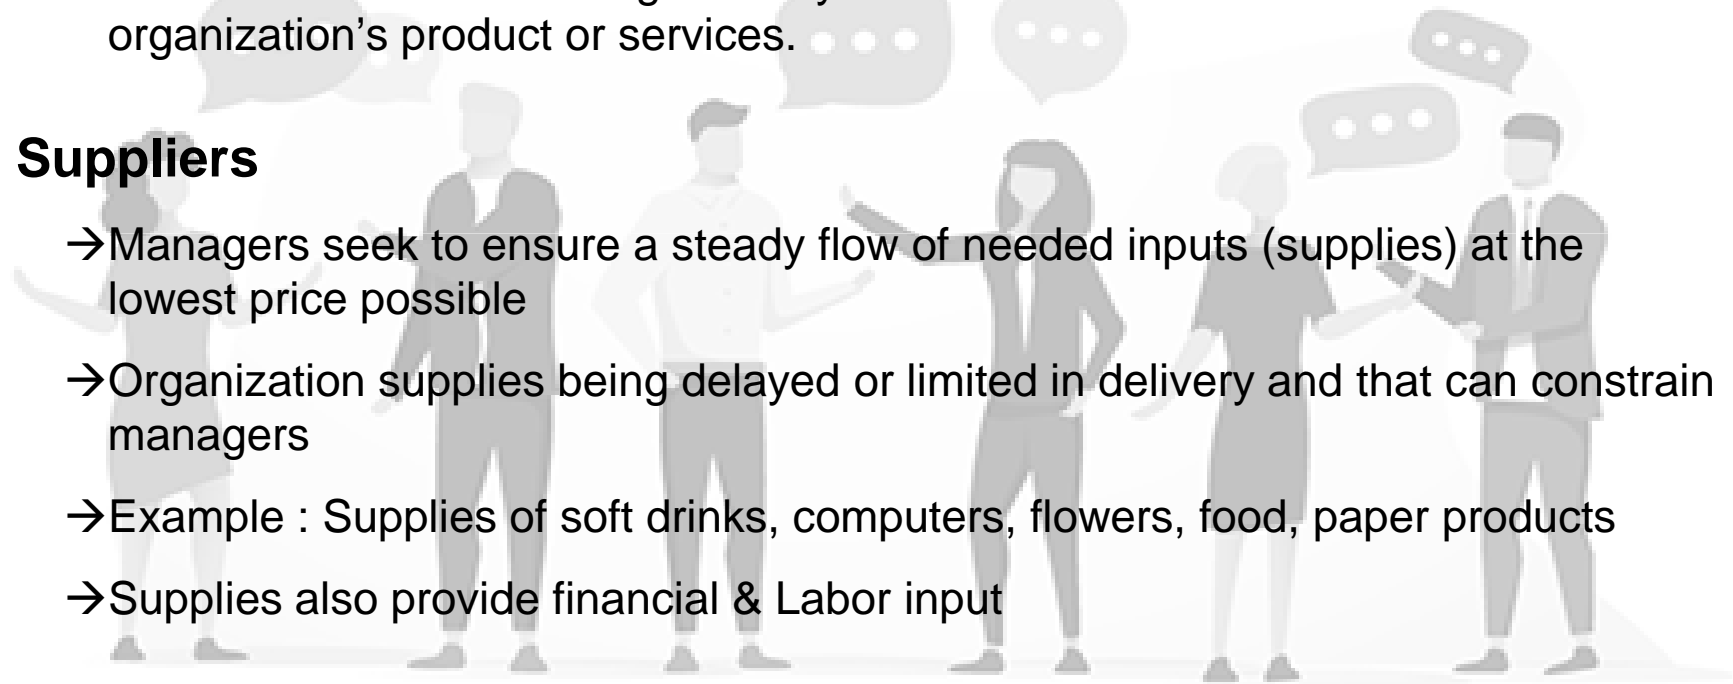 organization’s product or services.
Suppliers
→Managers seek to ensure a steady flow of needed inputs (supplies) at the
lowest price possible
→Organization supplies being delayed or limited in delivery and that can constrain
managers
→Example : Supplies of soft drinks, computers, flowers, food, paper products
→Supplies also provide financial & Labor input